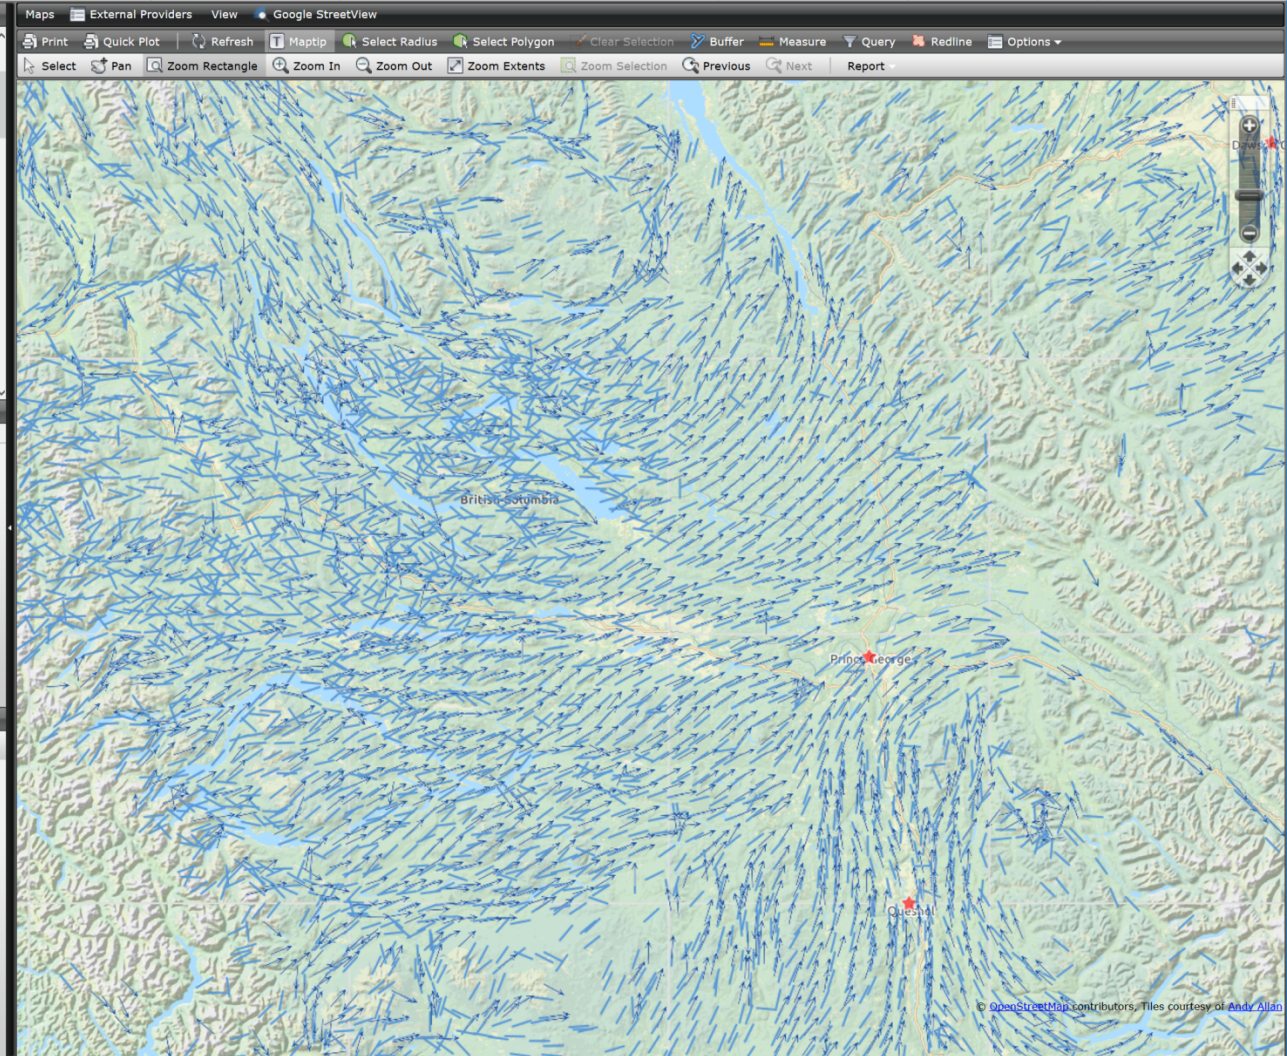 Maps External Providers View Google StreetView
Print Quick Plot Refresh Maptip Select Radius Select Polygon Clear Selection Buffer Measure Query Redline Options
Select Pan Zoom Rectangle Zoom In Zoom Out Zoom Extents Zoom Selection Previous Next Report
British Columbia
Prince George
Quesnel
© OpenStreetMap contributors, Tiles courtesy of Andy Allan